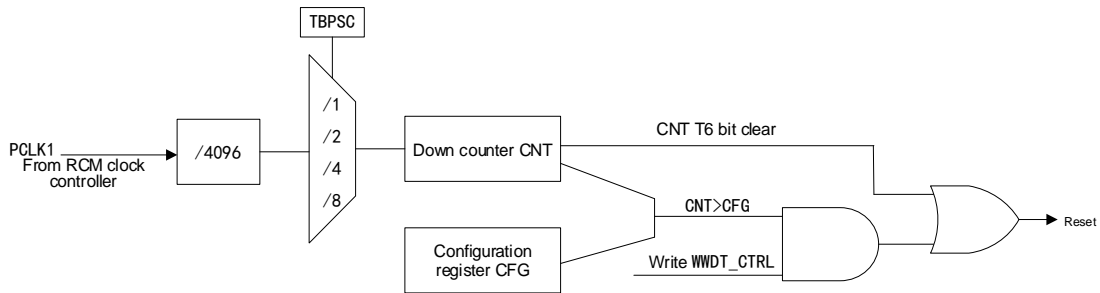 TBPSC
/1
/2
/4
/8
PCLK1
From RCM clock
controller
/4096
Down counter CNT
CNT T6 bit clear
CNT>CFG
Configuration
register CFG
Write WWDT_CTRL
Reset